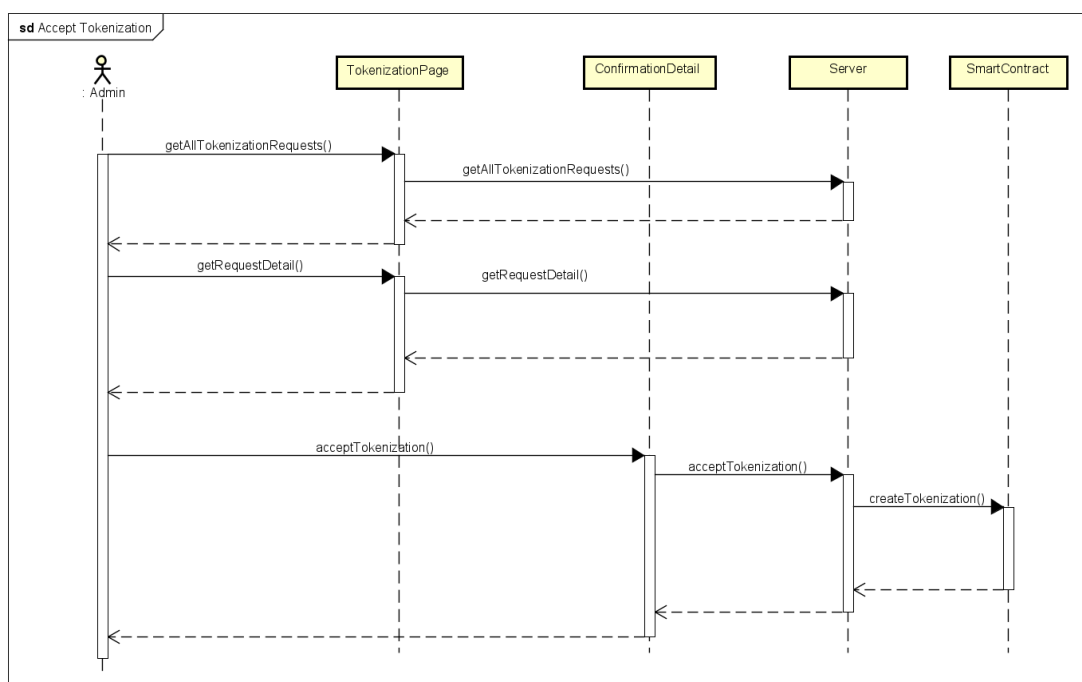 sd Accept Tokenization
: Admin
TokenizationPage
ConfirmationDetail
Server
SmartContract
getAllTokenizationRequests()
getAllTokenizationRequests()
getRequestDetail()
getRequestDetail()
acceptTokenization()
acceptTokenization()
createTokenization()